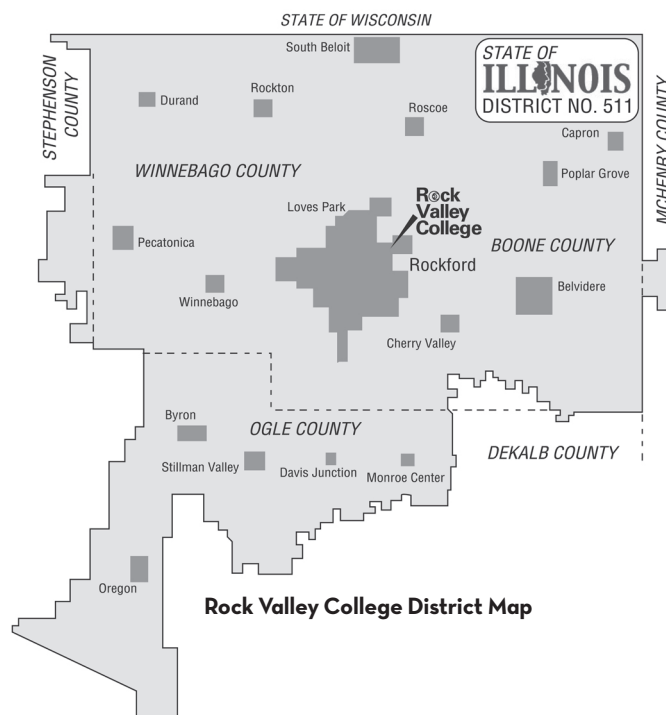 STATE OF WISCONSIN
South Beloit
STATE OF
ILLINOIS
DISTRICT NO. 511
STEPHENSON
COUNTY
Durand
Rockton
Roscoe
Capron
MCHENRY COUNTY
WINNEBAGO COUNTY
Poplar Grove
Loves Park
Rock
Valley
College
Pecatonica
BOONE COUNTY
Rockford
Winnebago
Belvidere
Cherry Valley
Byron
OGLE COUNTY
Stillman Valley
Davis Junction
Monroe Center
DEKALB COUNTY
Oregon
Rock Valley College District Map